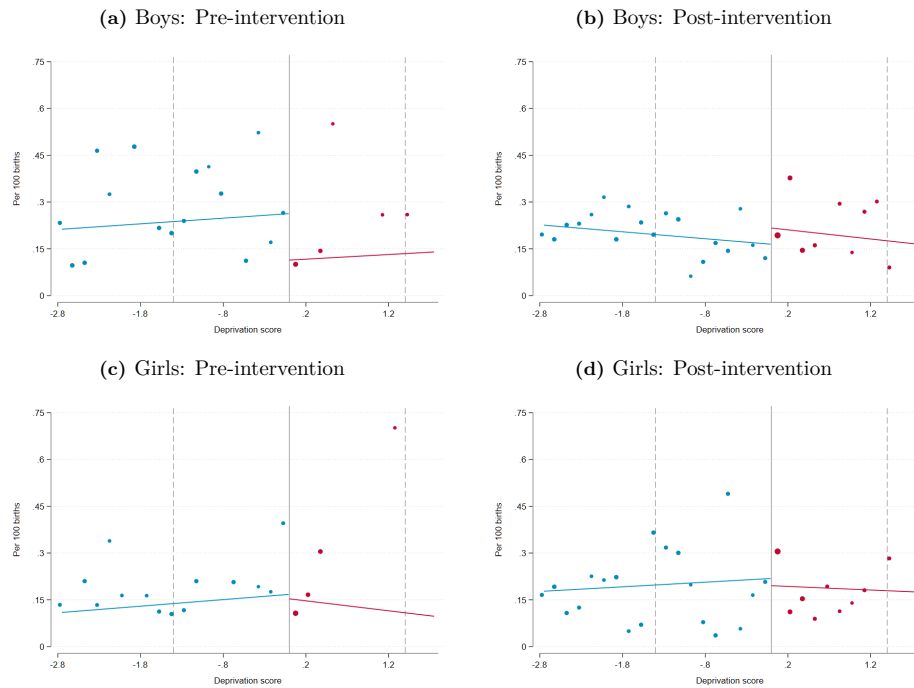 (a) Boys: Pre-intervention
.75
.6
.45
.3
.15
0
Per 100 births
-2.8 -1.8 -.8 .2 1.2
Deprivation score
(b) Boys: Post-intervention
.75
.6
.45
.3
.15
0
Per 100 births
-2.8 -1.8 -.8 .2 1.2
Deprivation score
(c) Girls: Pre-intervention
.75
.6
.45
.3
.15
0
Per 100 births
-2.8 -1.8 -.8 .2 1.2
Deprivation score
(d) Girls: Post-intervention
.75
.6
.45
.3
.15
0
Per 100 births
-2.8 -1.8 -.8 .2 1.2
Deprivation score